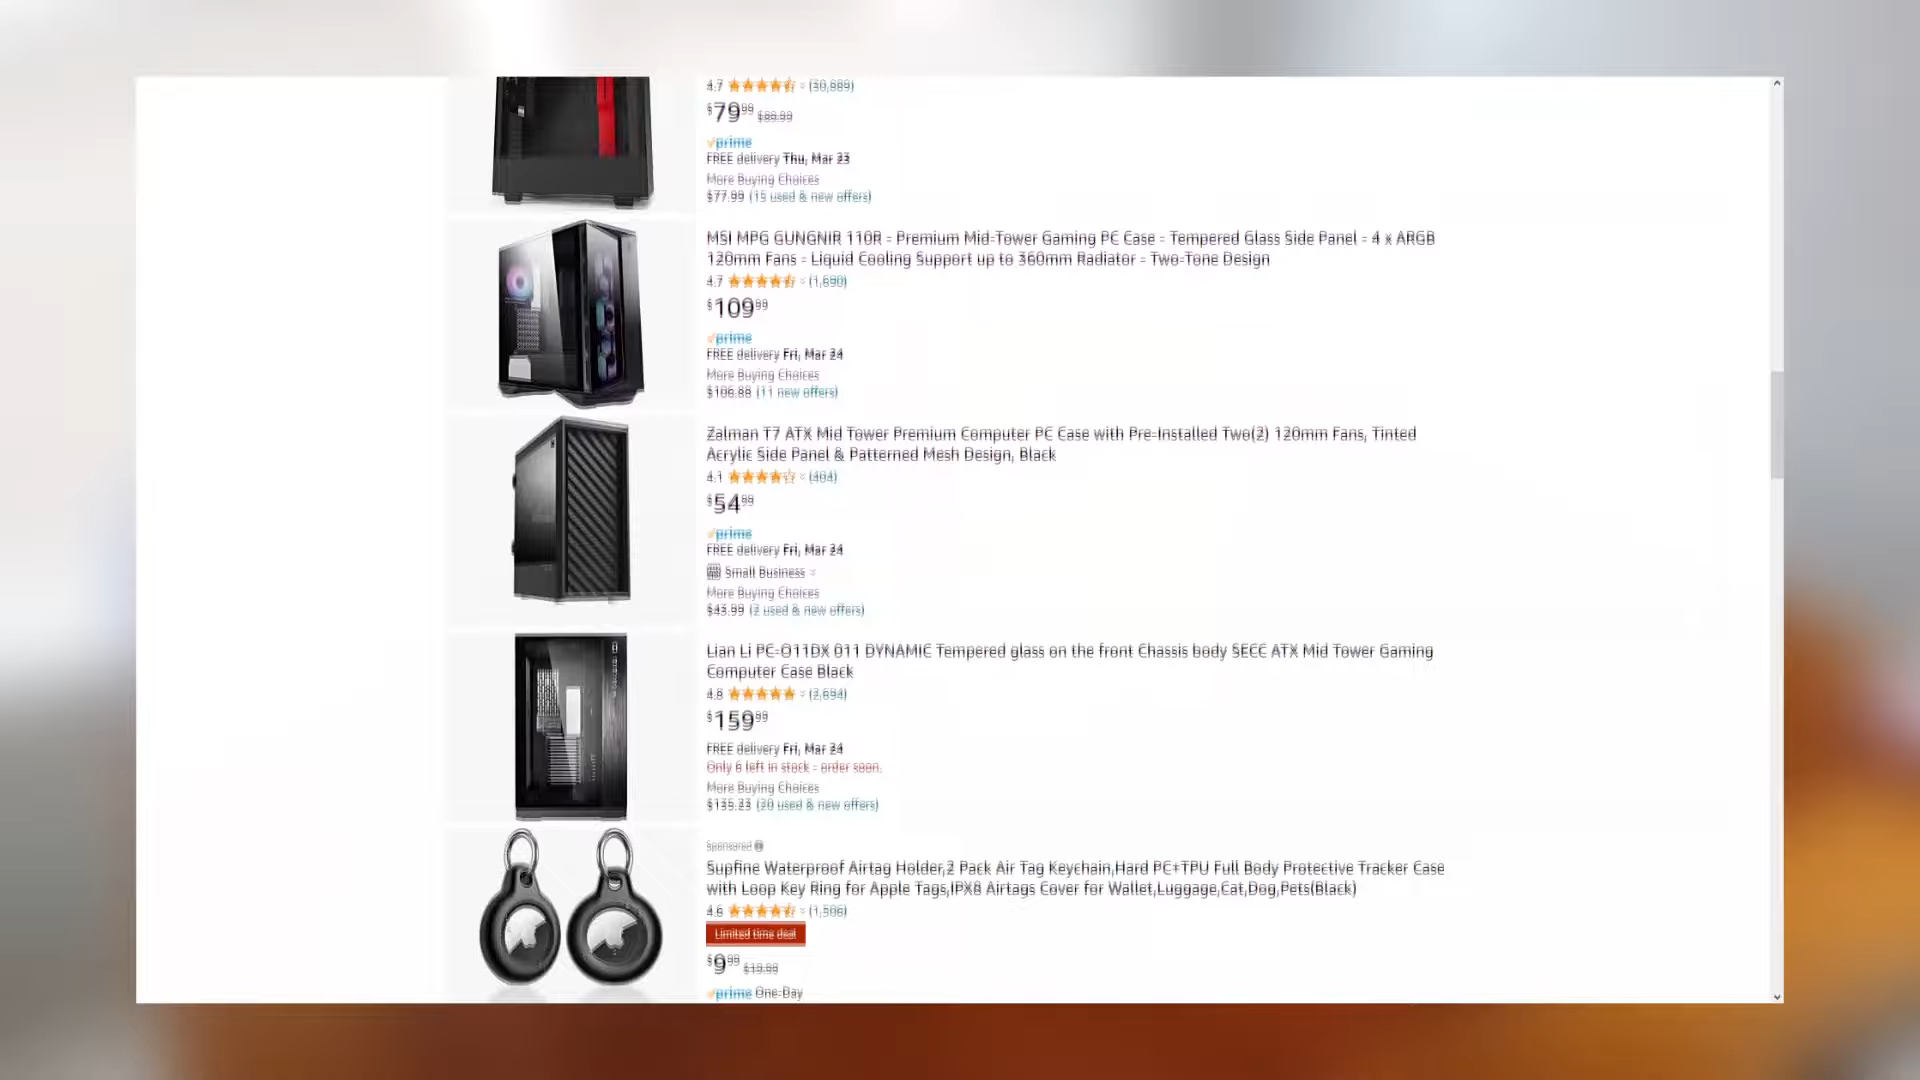 4.7 (30,889)
$79.99 $89.99
prime
FREE delivery Thu, Mar 23
More Buying Choices
$77.99 (15 used & new offers)
MSI MPG GUNGNIR 110R - Premium Mid-Tower Gaming PC Case - Tempered Glass Side Panel - 4 x ARGB
120mm Fans - Liquid Cooling Support up to 360mm Radiator - Two-Tone Design
4.7 (1,690)
$109.99
prime
FREE delivery Fri, Mar 24
More Buying Choices
$106.88 (11 new offers)
Zalman T7 ATX Mid Tower Premium Computer PC Case with Pre-Installed Two(2) 120mm Fans, Tinted
Acrylic Side Panel & Patterned Mesh Design, Black
4.1 (404)
$54.99
prime
FREE delivery Fri, Mar 24
Small Business
More Buying Choices
$43.99 (2 used & new offers)
Lian Li PC-O11DX 011 DYNAMIC Tempered glass on the front Chassis body SECC ATX Mid Tower Gaming
Computer Case Black
4.8 (2,694)
$159.99
FREE delivery Fri, Mar 24
Only 6 left in stock - order soon.
More Buying Choices
$135.23 (20 used & new offers)
Sponsored
Supfine Waterproof Airtag Holder,2 Pack Air Tag Keychain,Hard PC+TPU Full Body Protective Tracker Case
with Loop Key Ring for Apple Tags,IPX8 Airtags Cover for Wallet,Luggage,Cat,Dog,Pets(Black)
4.6 (1,506)
Limited time deal
$9.99 $19.99
prime One-Day